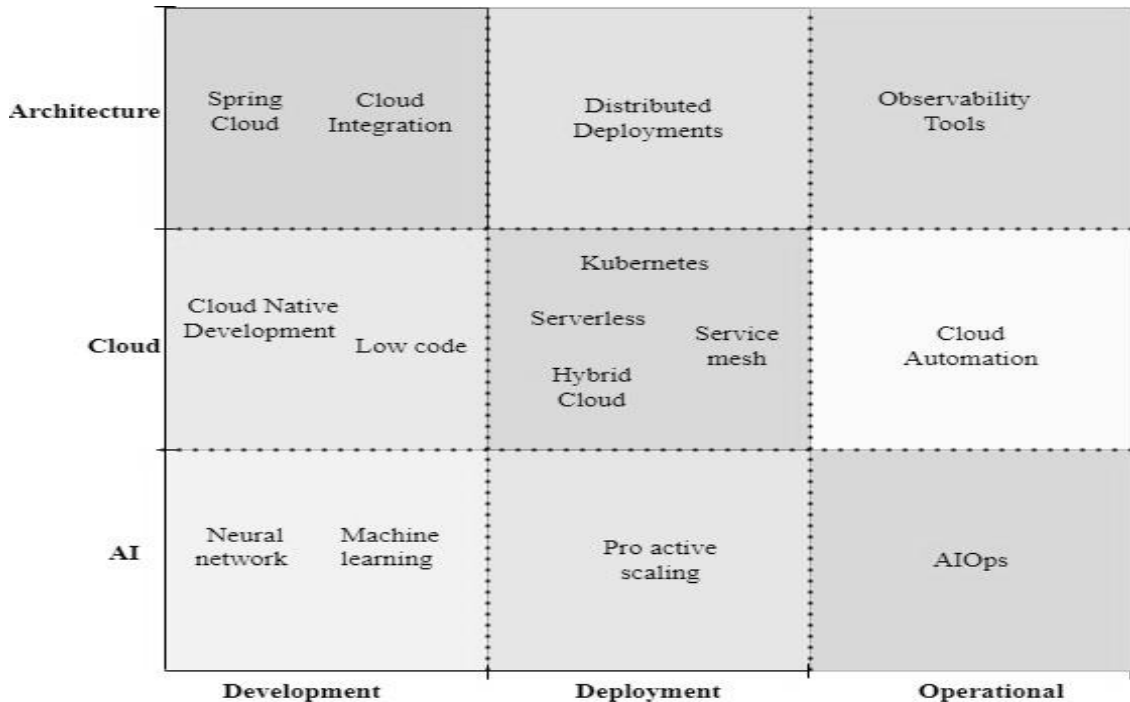 Architecture
Spring
Cloud
Cloud
Integration
Distributed
Deployments
Observability
Tools
Cloud
Cloud Native
Development
Low code
Kubernetes
Serverless
Service
mesh
Hybrid
Cloud
Cloud
Automation
AI
Neural
network
Machine
learning
Pro active
scaling
AIOps
Development
Deployment
Operational